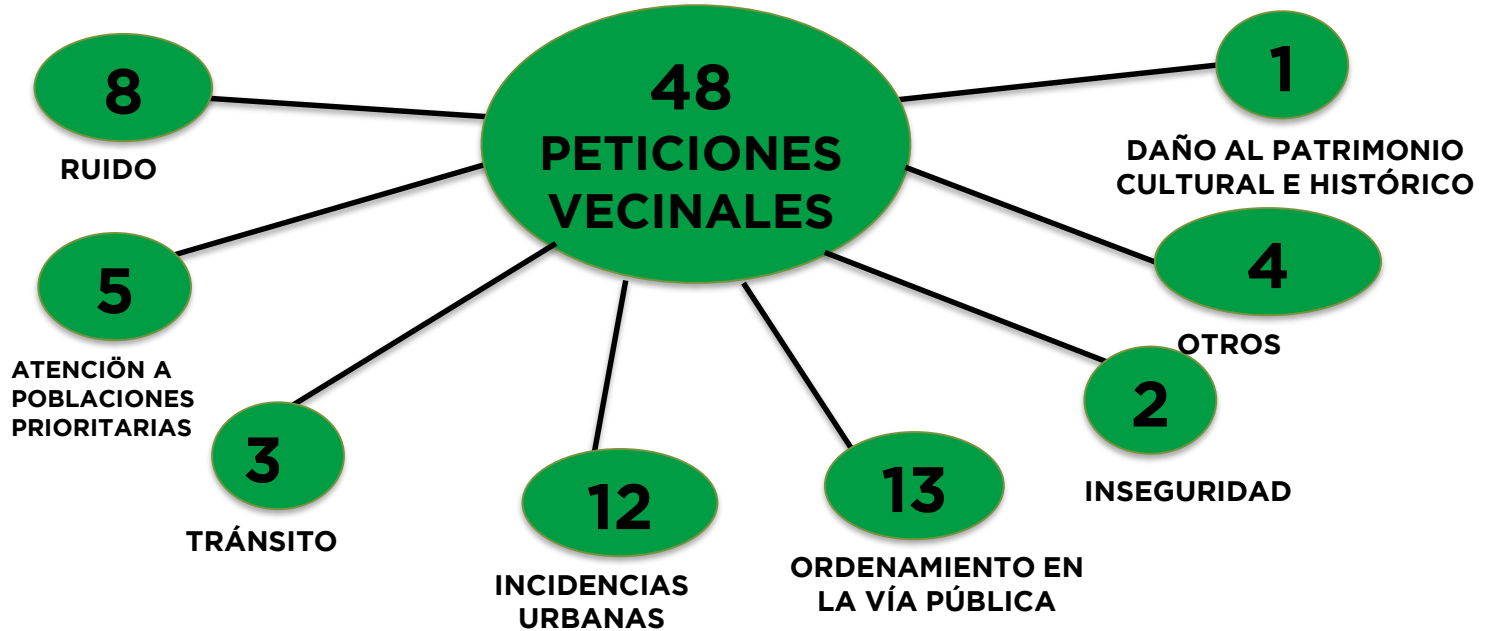 48
PETICIONES
VECINALES
8
RUIDO
5
ATENCIÖN A
POBLACIONES
PRIORITARIAS
3
TRÁNSITO
12
INCIDENCIAS
URBANAS
13
ORDENAMIENTO EN
LA VÍA PÚBLICA
2
INSEGURIDAD
4
OTROS
1
DAÑO AL PATRIMONIO
CULTURAL E HISTÓRICO